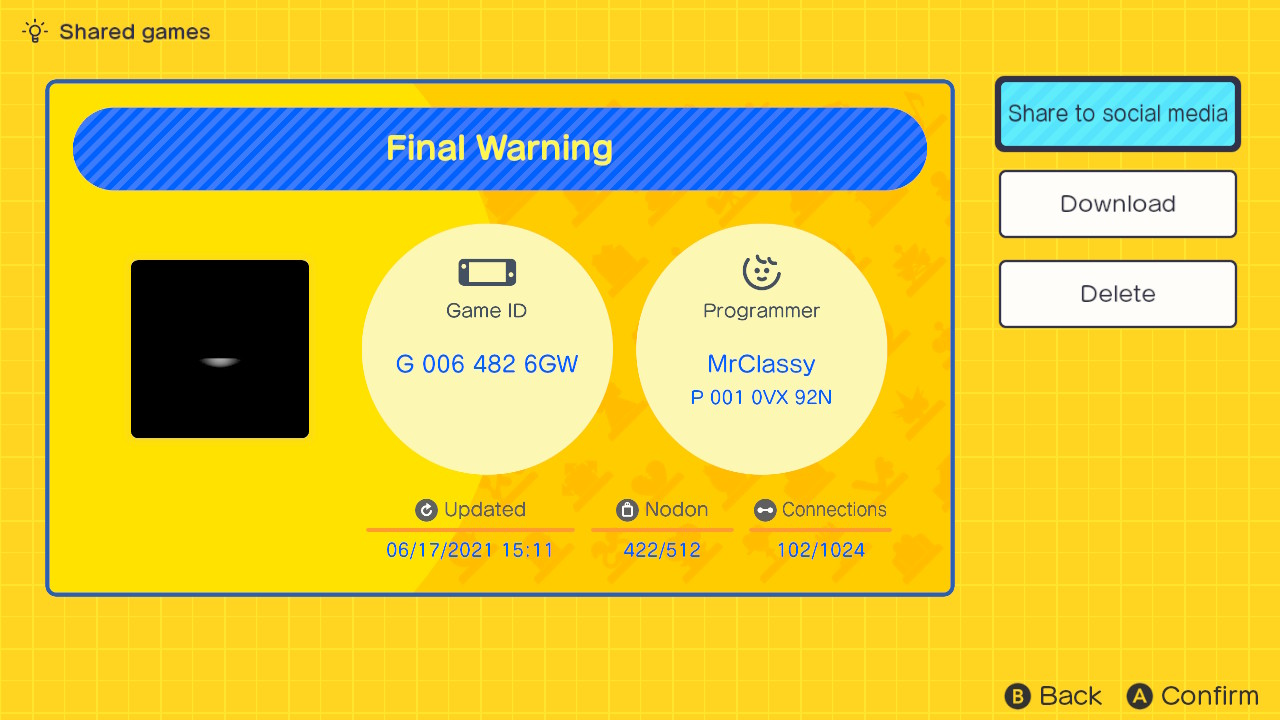 Shared games
Final Warning
Share to social media
Download
Delete
Game ID
G 006 482 6GW
Programmer
MrClassy
P 001 0VX 92N
Updated
06/17/2021 15:11
Nodon
422/512
Connections
102/1024
B Back
A Confirm